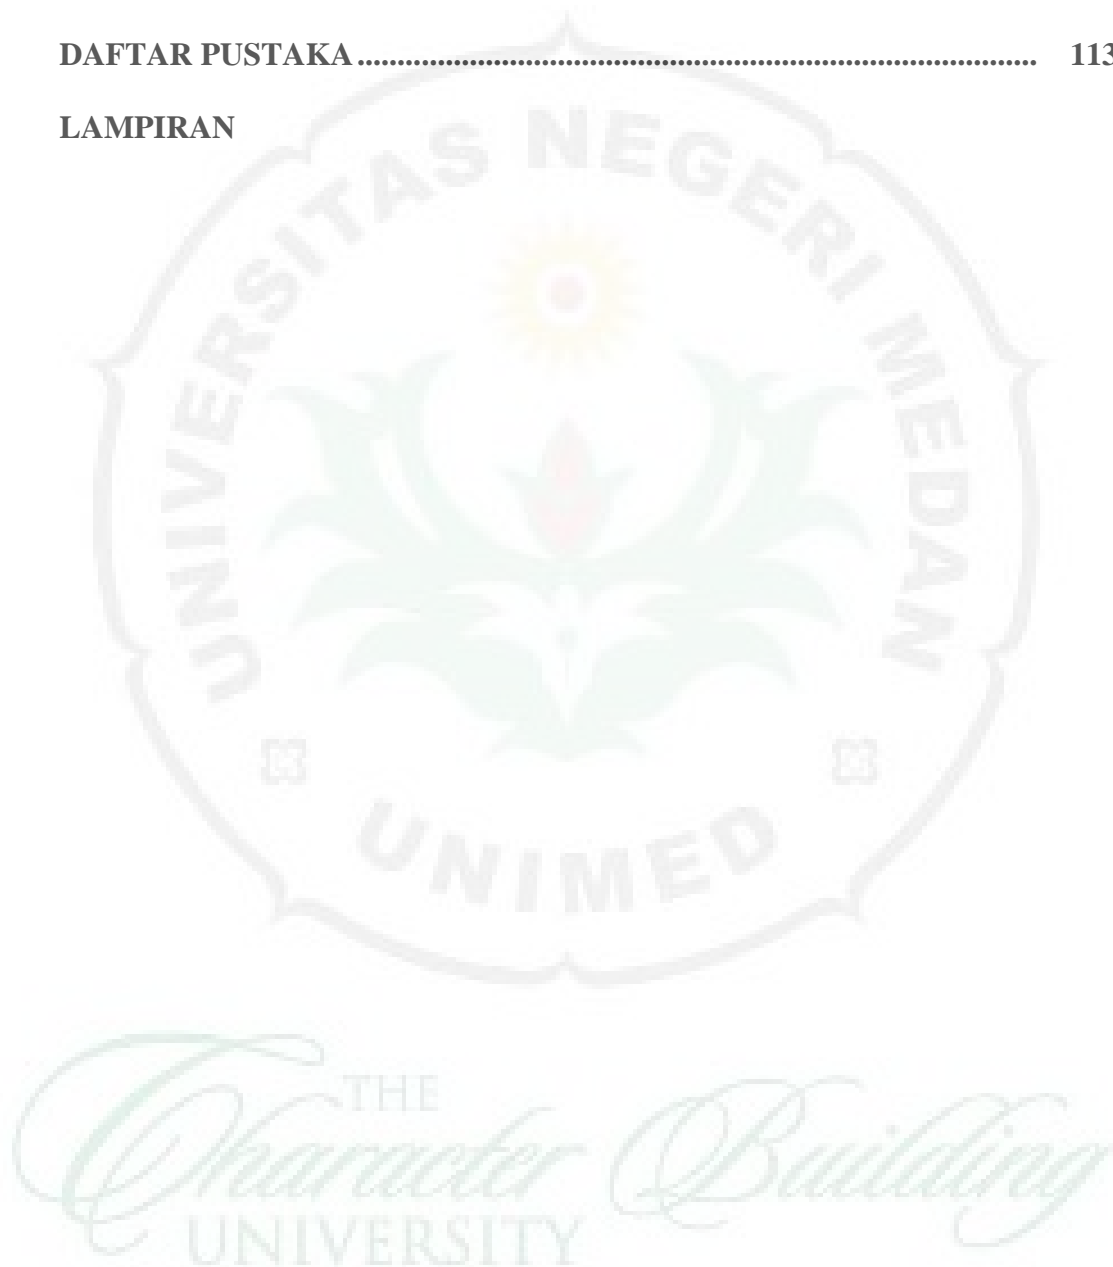 DAFTAR PUSTAKA ..................................................................................... 113
LAMPIRAN
UNIVERSITAS NEGERI MEDAN
UNIMED
THE
Character Building
UNIVERSITY